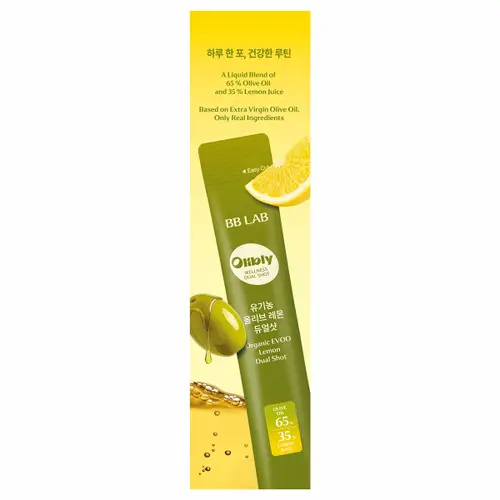 하루 한 포, 건강한 루틴
A Liquid Blend of
65 % Olive Oil
and 35 % Lemon Juice
Based on Extra Virgin Olive Oil,
Only Real Ingredients
Easy
BB LAB
Olibly
WELLNESS
DUAL SHOT
유기농
올리브 레몬
듀얼샷
Organic EVOO
Lemon
Dual Shot
OLIVE
OIL
65%
35%